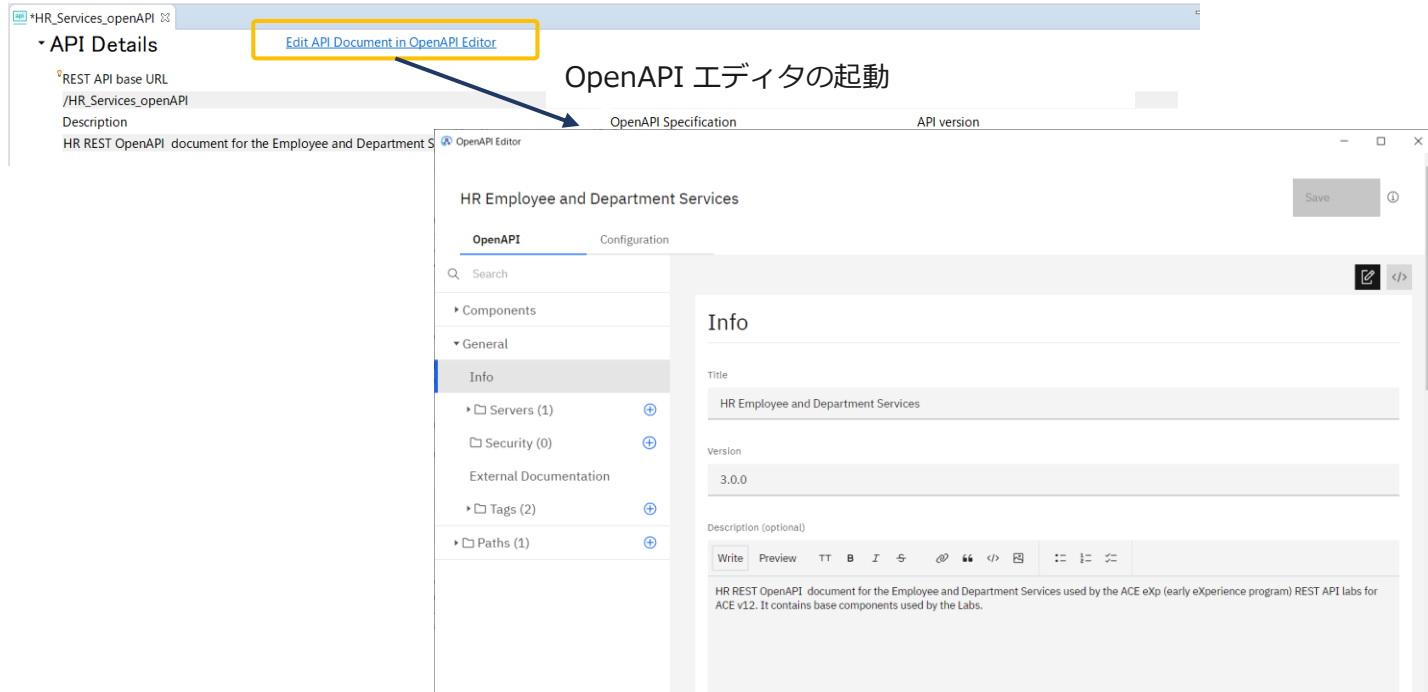 *HR_Services_openAPI
API Details
Edit API Document in OpenAPI Editor
REST API base URL
OpenAPI エディタの起動
/HR_Services_openAPI
Description
OpenAPI Specification
API version
HR REST OpenAPI document for the Employee and Department S
OpenAPI Editor
HR Employee and Department Services
Save
OpenAPI
Configuration
Search
Components
General
Info
Servers (1)
Security (0)
External Documentation
Tags (2)
Paths (1)
Info
Title
HR Employee and Department Services
Version
3.0.0
Description (optional)
Write Preview TT B I S
HR REST OpenAPI document for the Employee and Department Services used by the ACE eXp (early eXperience program) REST API labs for
ACE v12. It contains base components used by the Labs.